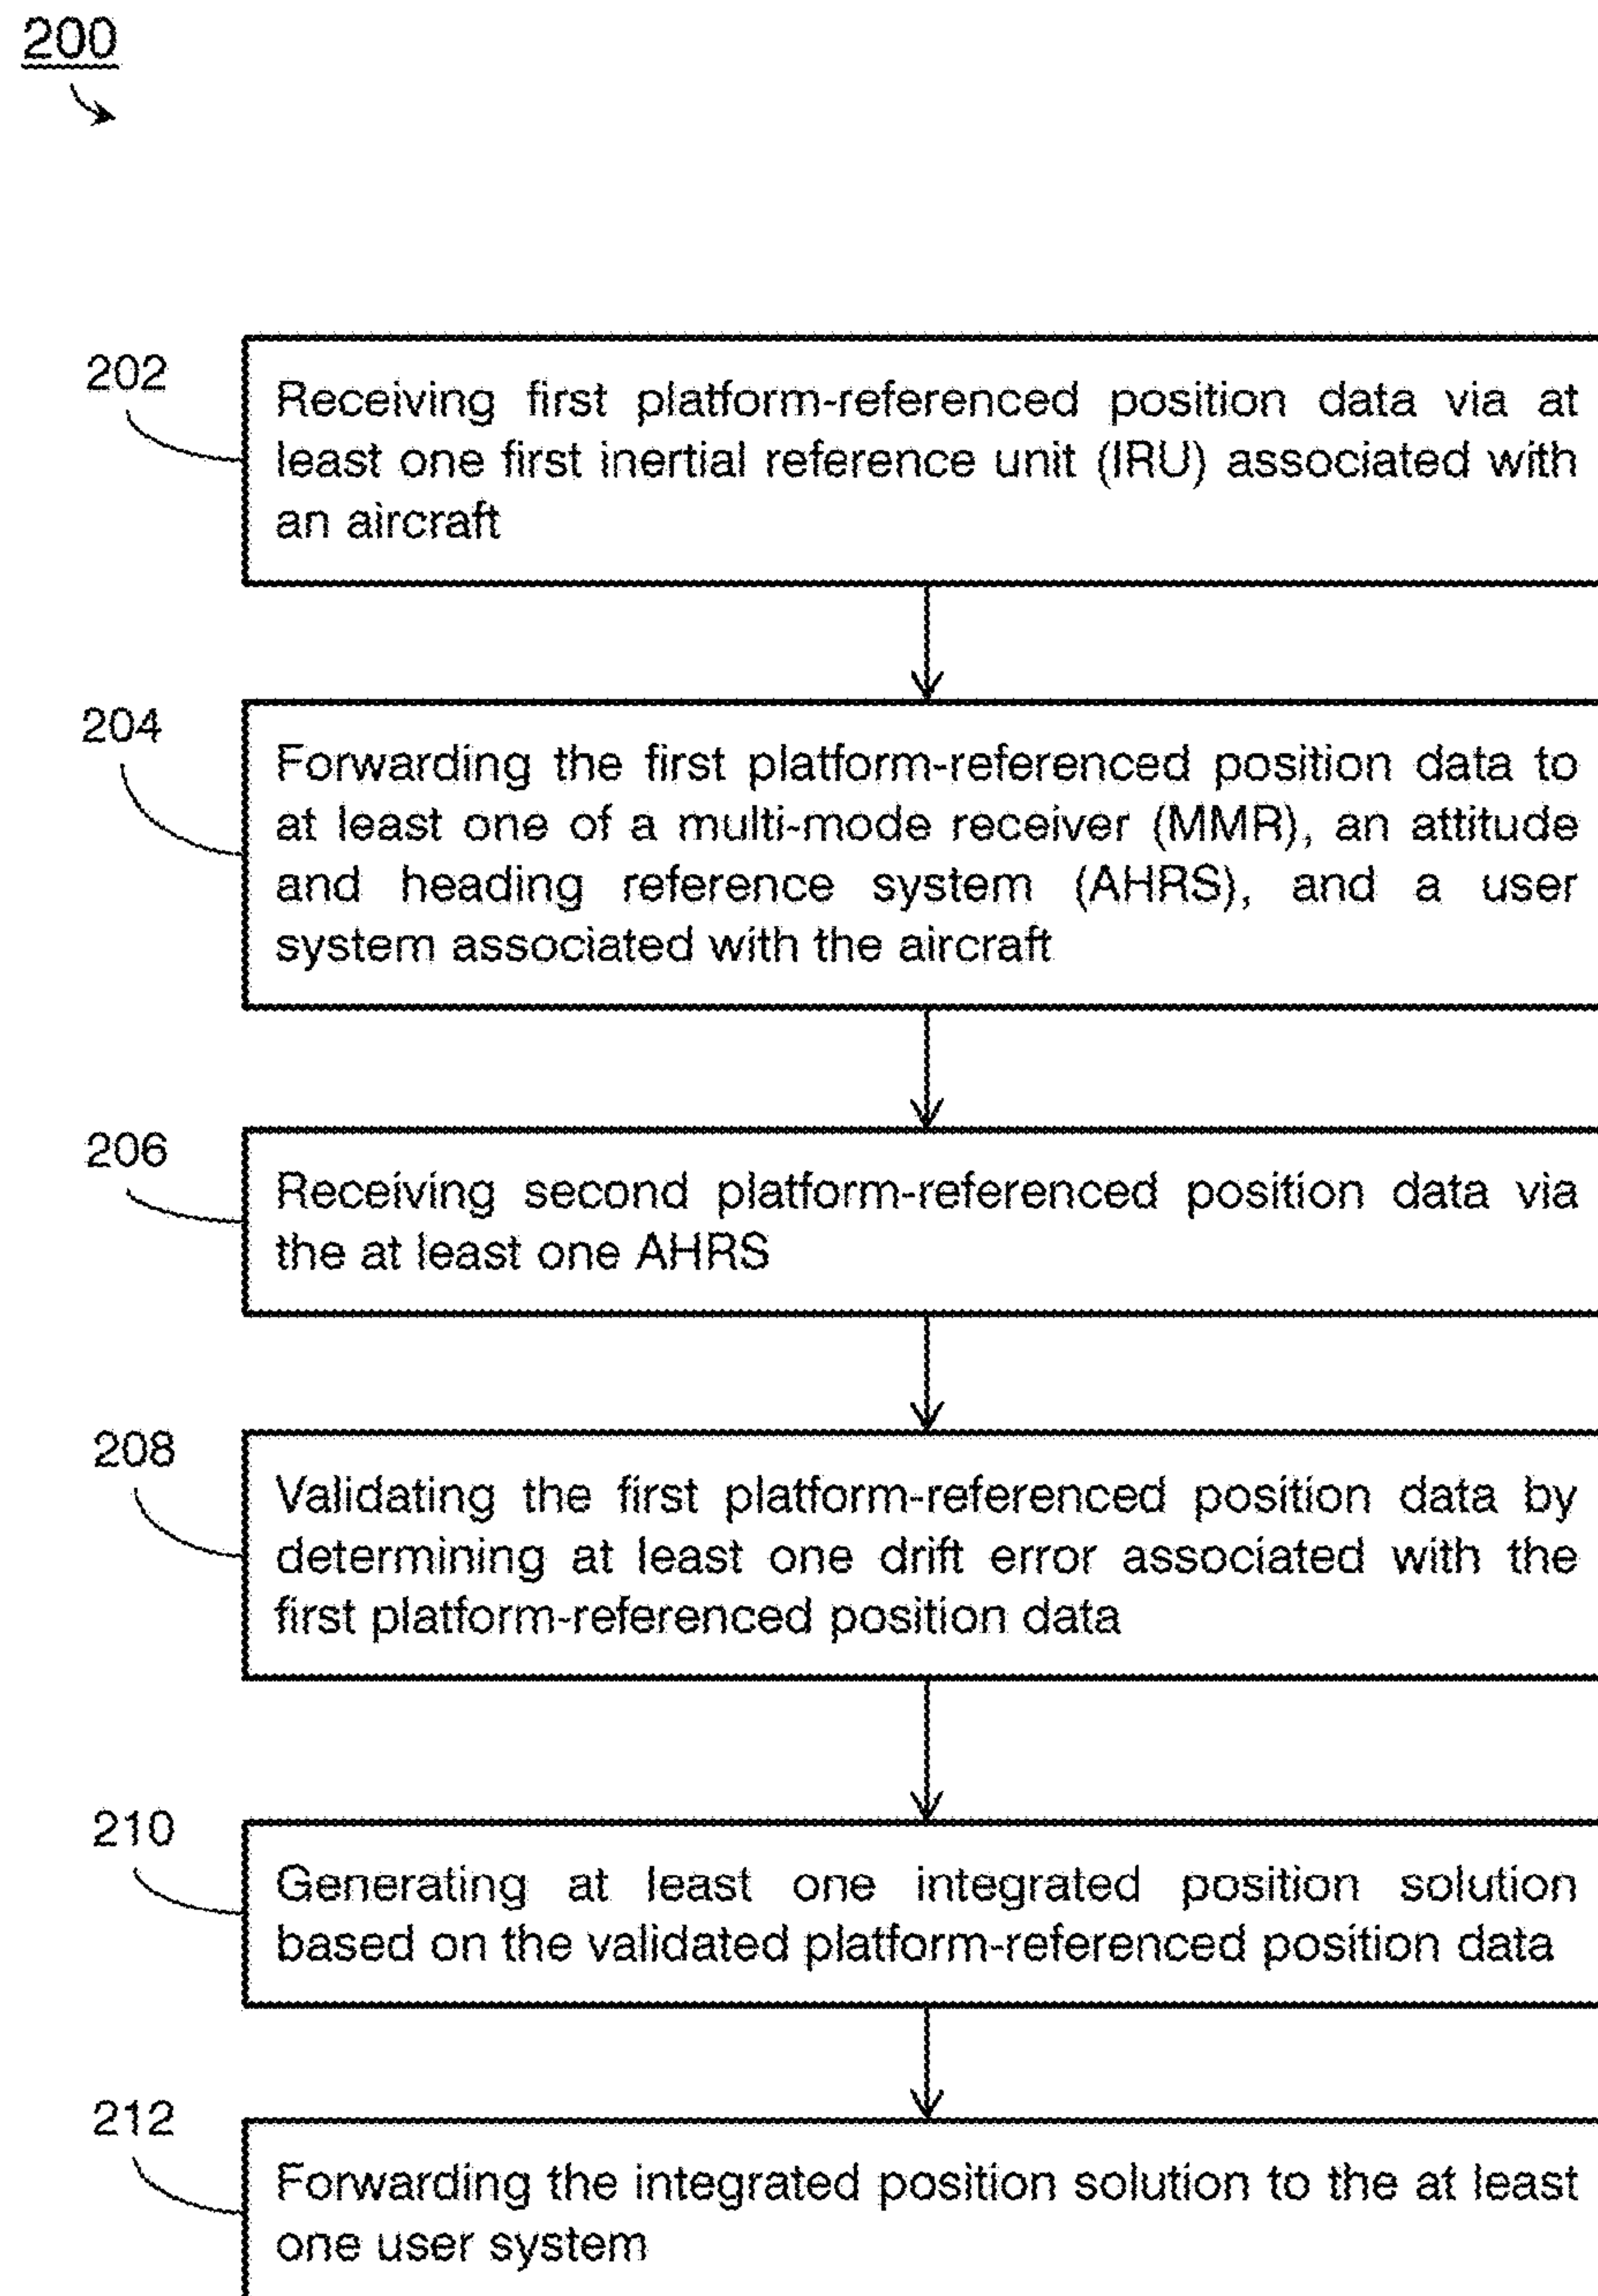 200
202
Receiving first platform-referenced position data via at
least one first inertial reference unit (IRU) associated with
an aircraft
204
Forwarding the first platform-referenced position data to
at least one of a multi-mode receiver (MMR), an attitude
and heading reference system (AHRS), and a user
system associated with the aircraft
206
Receiving second platform-referenced position data via
the at least one AHRS
208
Validating the first platform-referenced position data by
determining at least one drift error associated with the
first platform-referenced position data
210
Generating at least one integrated position solution
based on the validated platform-referenced position data
212
Forwarding the integrated position solution to the at least
one user system